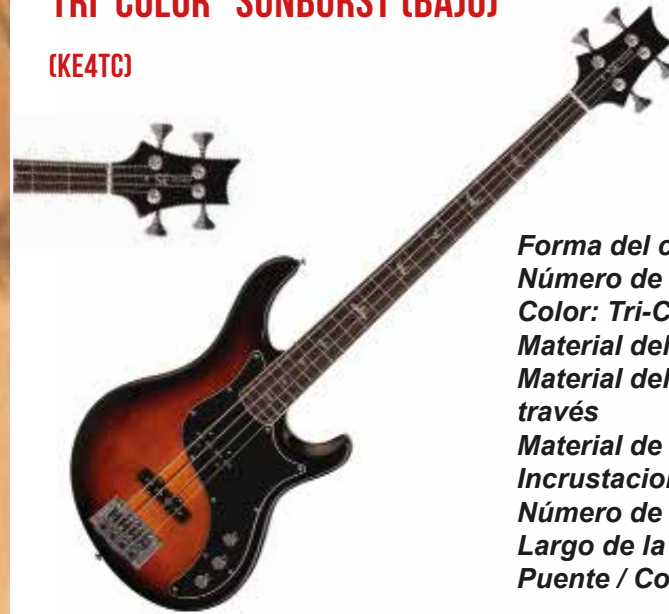 TRI-COLOR SUNBURST (BAJO)
(KE4TC)
SE
Forma del c
Número de
Color: Tri-C
Material del
Material del
través
Material de
Incrustacion
Número de
Largo de la
Puente / Co